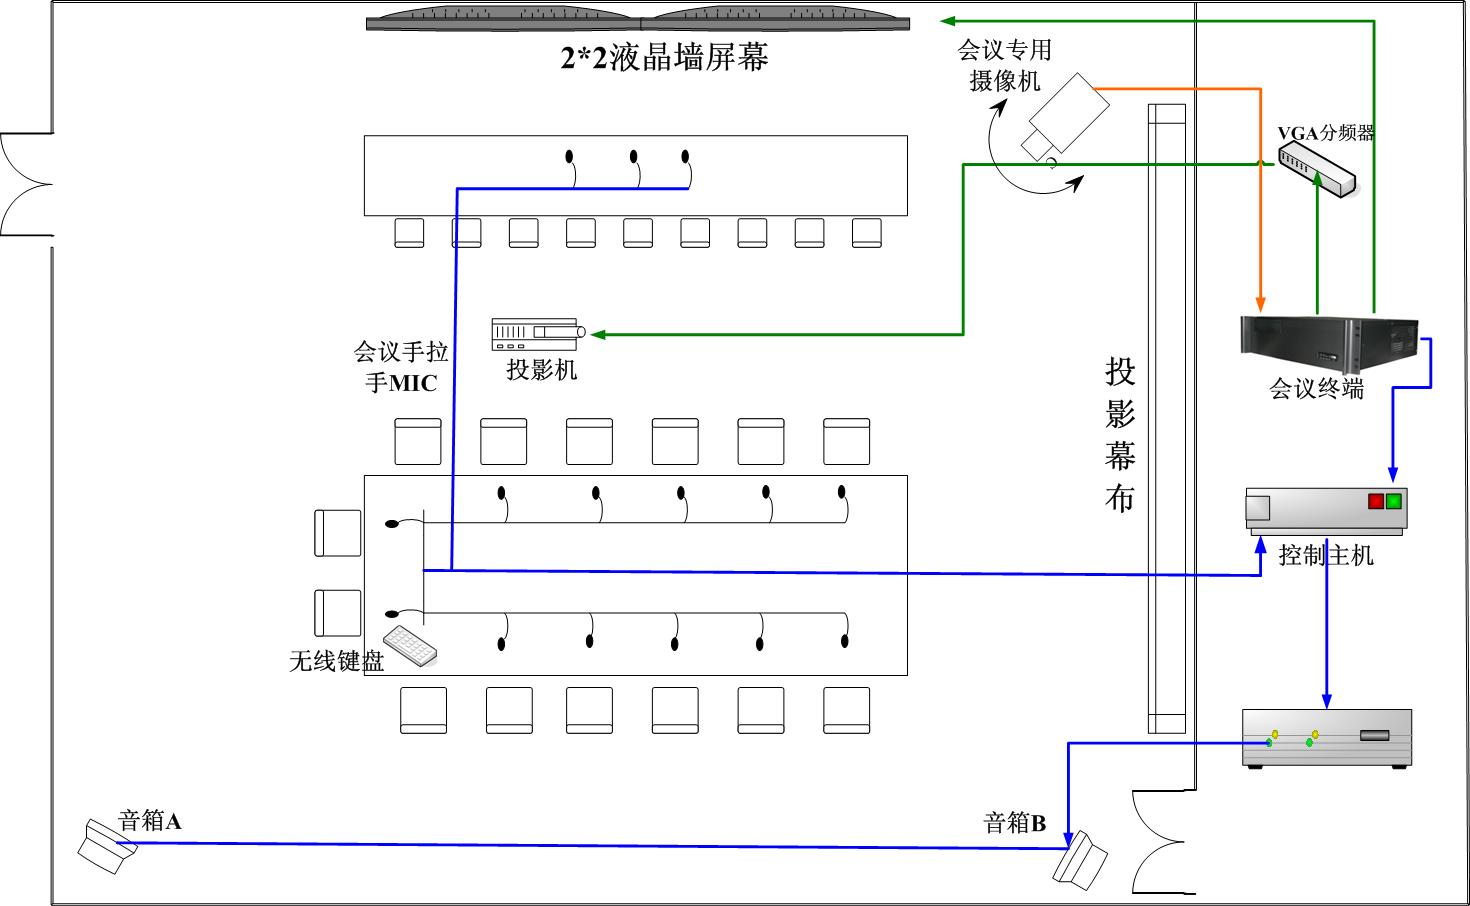 2*2液晶墙屏幕
会议专用
摄像机
VGA分频器
会议手拉
手MIC
投影机
投影幕布
会议终端
控制主机
无线键盘
音箱A
音箱B